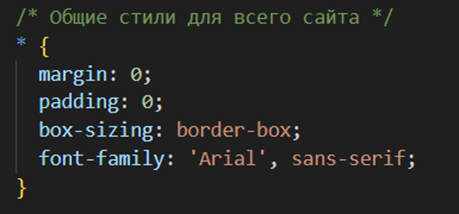 /* Общие стили для всего сайта */
* {
margin: 0;
padding: 0;
box-sizing: border-box;
font-family: 'Arial', sans-serif;
}